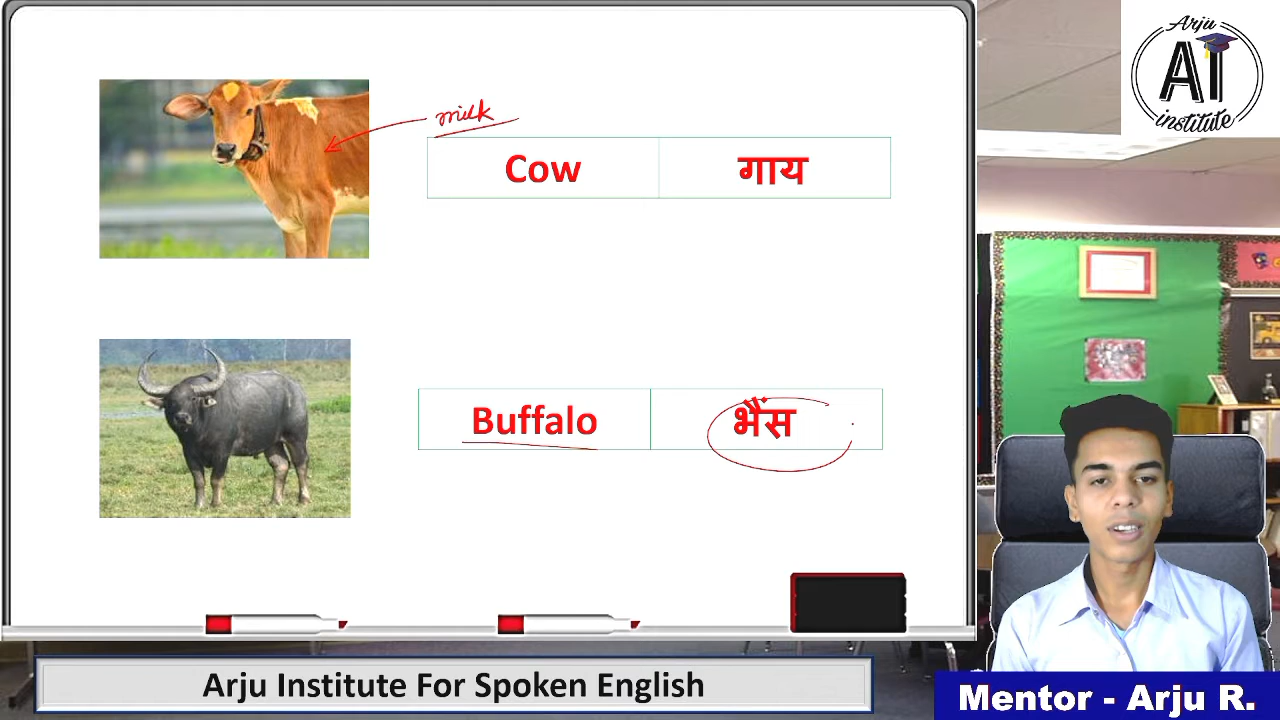 Arju
AI
institute
milk
Cow गाय
Buffalo भैंस
Arju Institute For Spoken English
Mentor - Arju R.